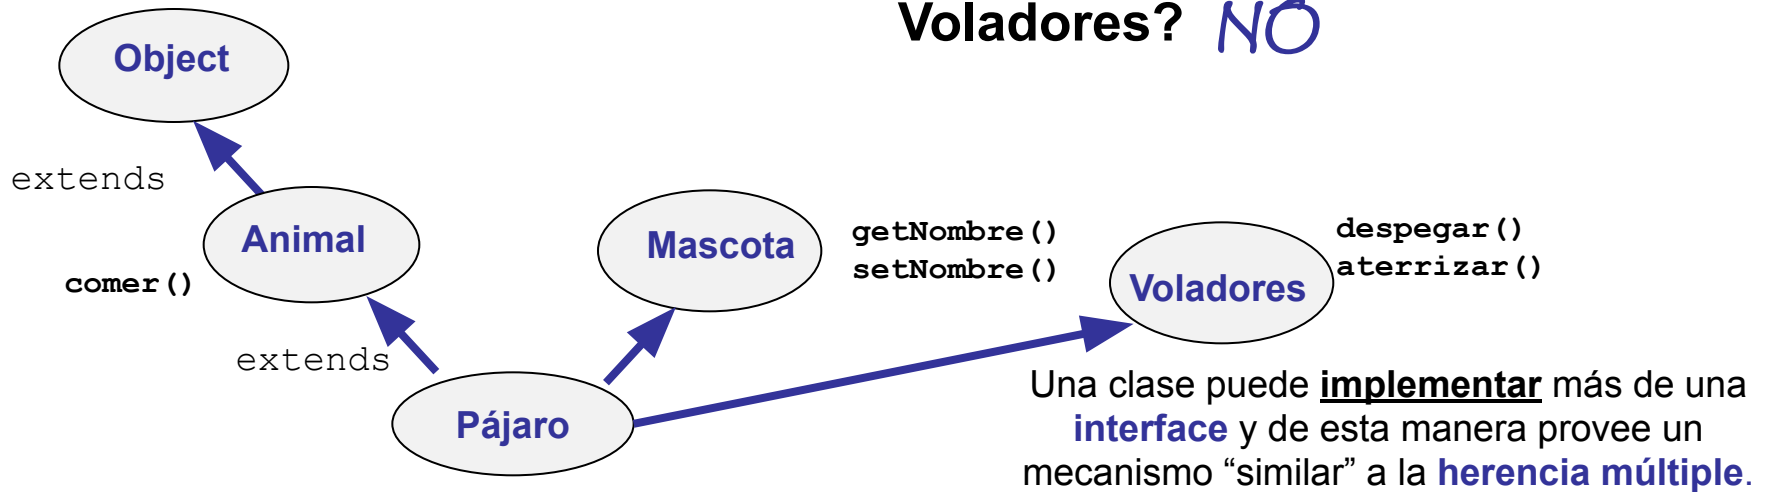 Voladores? NO
Object
extends
Animal
comer()
extends
Mascota
getNombre()
setNombre()
Voladores
despegar()
aterrizar()
Pájaro
Una clase puede implementar más de una
interface y de esta manera provee un
mecanismo “similar” a la herencia múltiple.